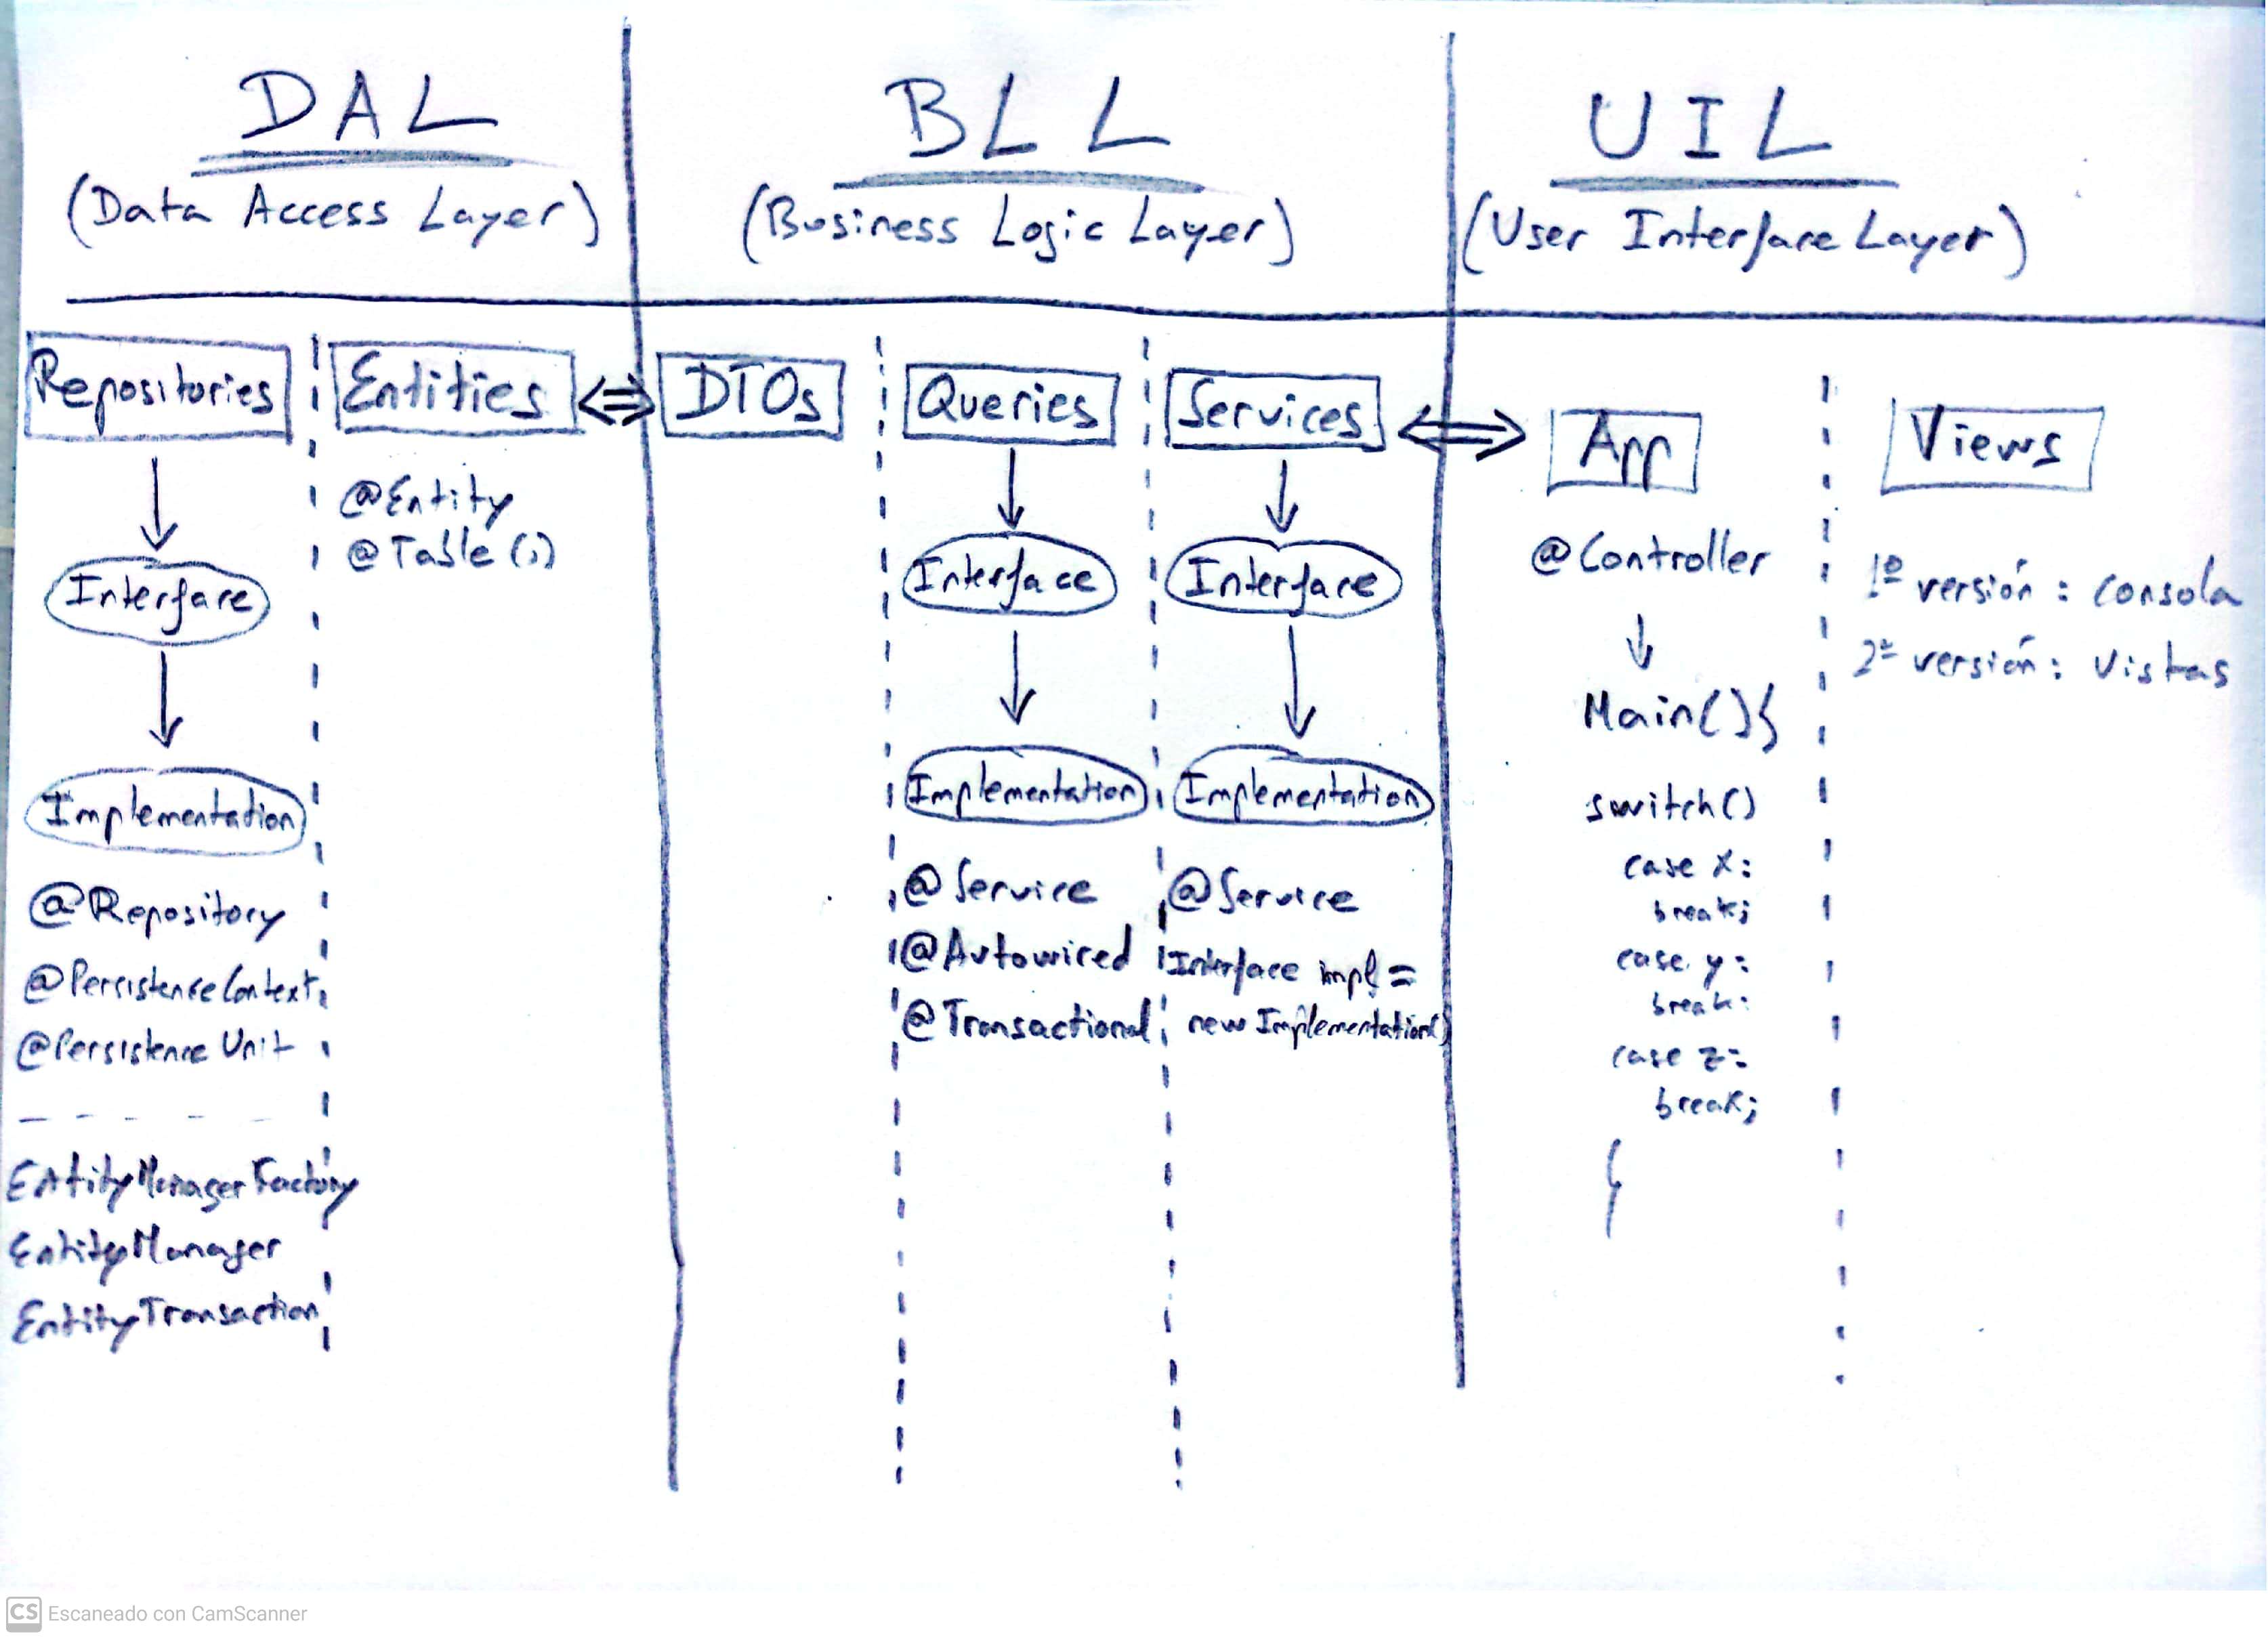 DAL
(Data Access Layer)
BLL
(Business Logic Layer)
UIL
(User Interface Layer)
Repositories
Interface
Implementation
@Repository
@PersistenceContext
@Persistence Unit
EntityManagerFactory
EntityManager
EntityTransaction
Entities
@Entity
@Table(;)
DTOs
Queries
Interface
Implementation
@Service
@Autowired
@Transactional
Services
Interface
Implementation
@Service
Interface impl =
new Implementation()
App
@Controller
Main(){
switch()
case x:
break;
case y:
break:
case z:
break;
}
Views
1º versión: consola
2ª versión: vistas
CS Escaneado con CamScanner